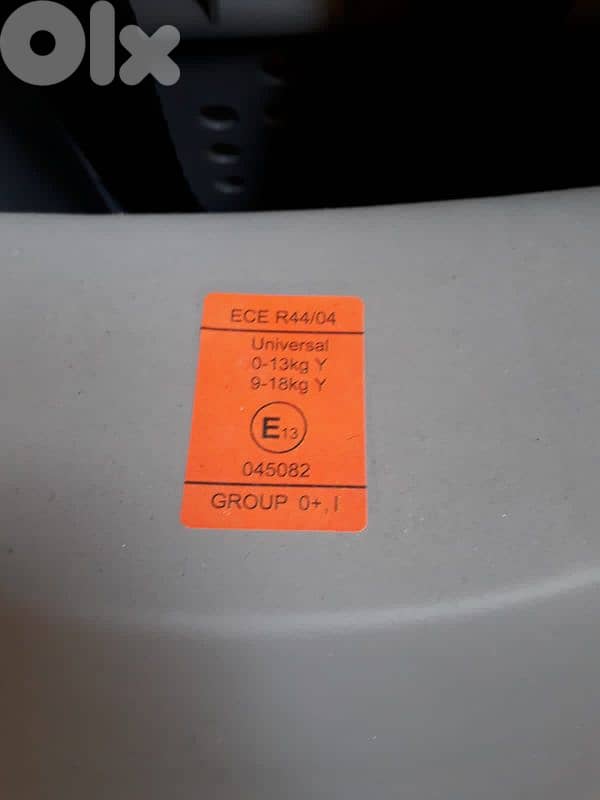 Olx
ECE R44/04
Universal
0-13kg Y
9-18kg Y
E13
045082
GROUP 0+, I